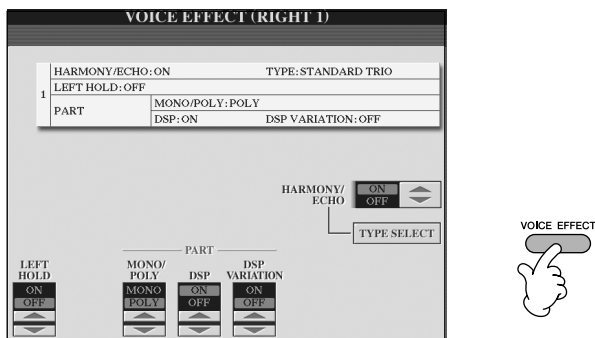 VOICE EFFECT (RIGHT 1)
1
HARMONY/ECHO: ON TYPE: STANDARD TRIO
LEFT HOLD: OFF
PART
MONO/POLY: POLY
DSP: ON DSP VARIATION: OFF
HARMONY/
ECHO
ON
OFF
TYPE SELECT
VOICE EFFECT
PART
LEFT
HOLD
ON
OFF
MONO/
POLY
MONO
POLY
DSP
ON
OFF
DSP
VARIATION
ON
OFF